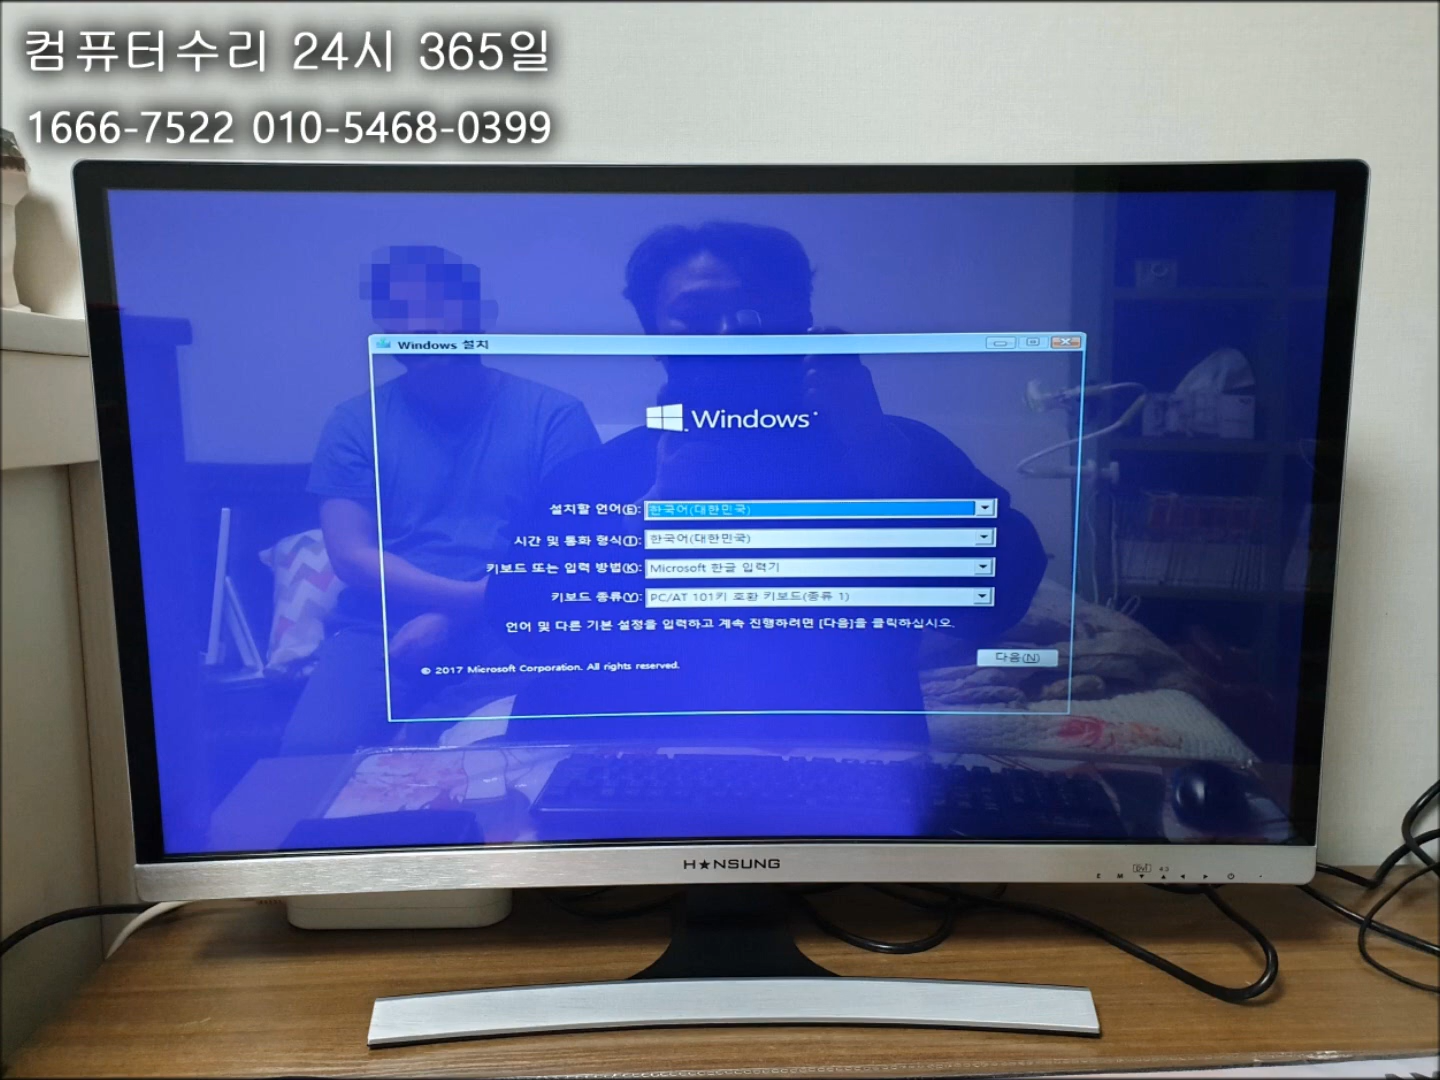 컴퓨터수리 24시 365일
1666-7522 010-5468-0399
Windows 설치
Windows
설치할 언어(E): 한국어(대한민국)
시간 및 통화 형식(T): 한국어(대한민국)
키보드 또는 입력 방법(K): Microsoft 한글 입력기
키보드 종류(Y): PC/AT 101키 호환 키보드(종류 1)
언어 및 다른 기본 설정을 입력하고 계속 진행하려면 [다음]을 클릭하십시오.
다음(N)
© 2017 Microsoft Corporation. All rights reserved.
H★NSUNG